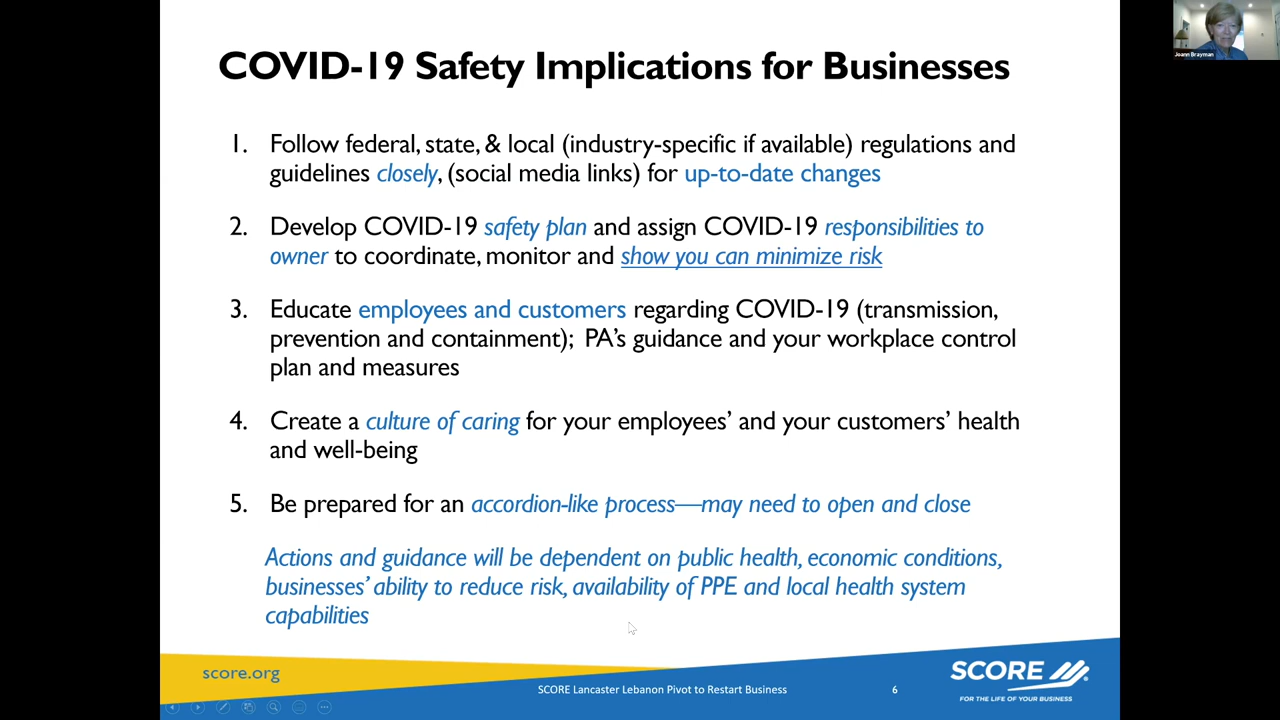 COVID-19 Safety Implications for Businesses
Joann Brayman
1. Follow federal, state, & local (industry-specific if available) regulations and
guidelines closely, (social media links) for up-to-date changes
2. Develop COVID-19 safety plan and assign COVID-19 responsibilities to
owner to coordinate, monitor and show you can minimize risk
3. Educate employees and customers regarding COVID-19 (transmission,
prevention and containment); PA's guidance and your workplace control
plan and measures
4. Create a culture of caring for your employees' and your customers' health
and well-being
5. Be prepared for an accordion-like process—may need to open and close
Actions and guidance will be dependent on public health, economic conditions,
businesses' ability to reduce risk, availability of PPE and local health system
capabilities
score.org
SCORE Lancaster Lebanon Pivot to Restart Business
6
SCORE
FOR THE LIFE OF YOUR BUSINESS